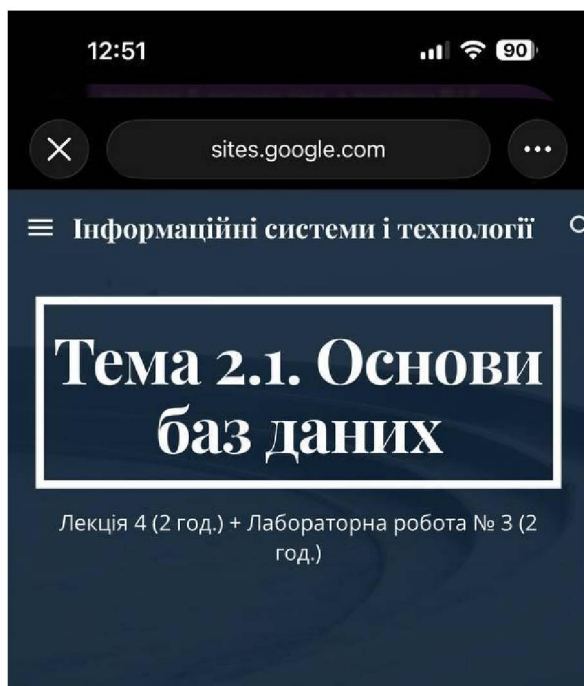 12:51
90
sites.google.com
Інформаційні системи і технології
Тема 2.1. Основи
баз даних
Лекція 4 (2 год.) + Лабораторна робота № 3 (2
год.)